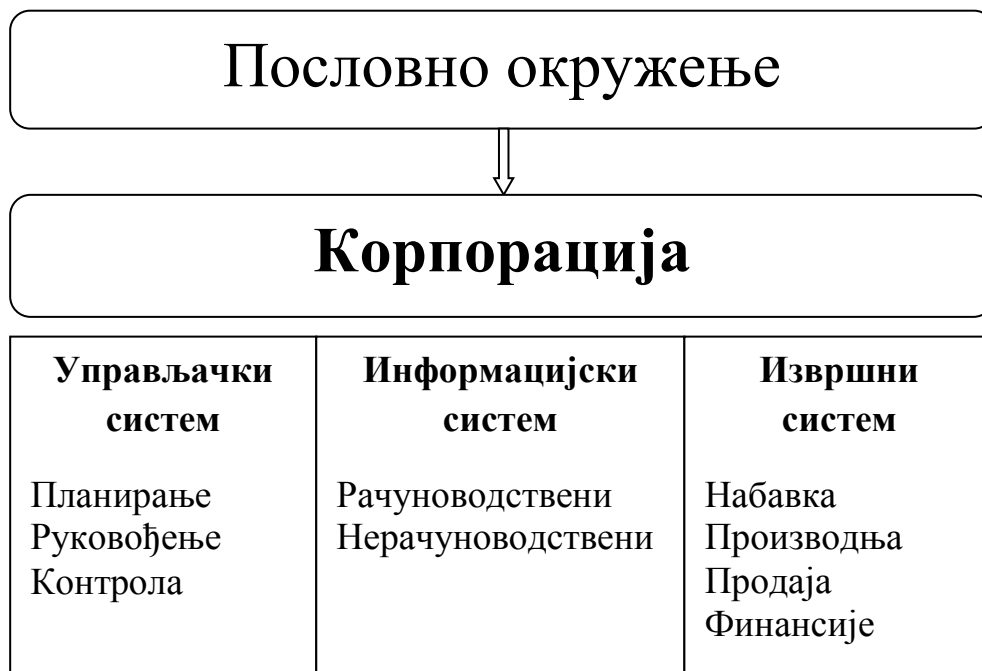 Пословно окружење
Корпорација
Управљачки
систем
Планирање
Руковођење
Контрола
Информацијски
систем
Рачуноводствени
Нерачуноводствени
Извршни
систем
Набавка
Производња
Продаја
Финансије